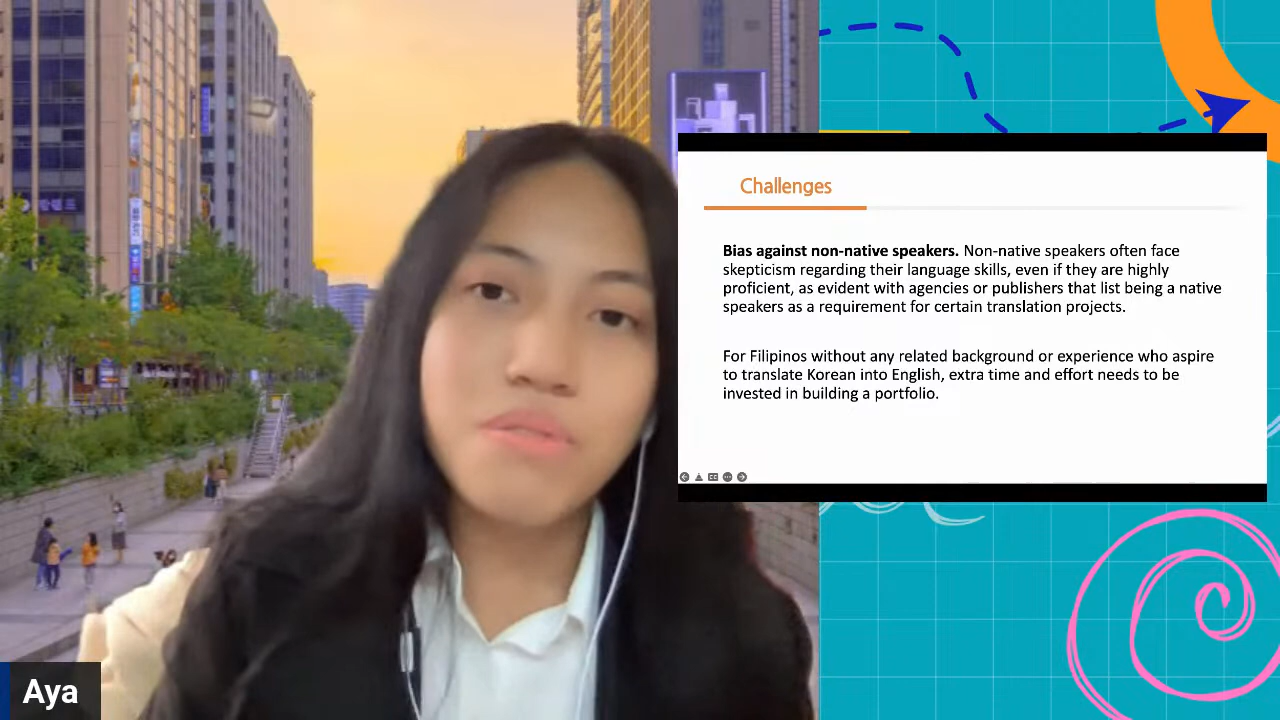 Challenges
Bias against non-native speakers. Non-native speakers often face
skepticism regarding their language skills, even if they are highly
proficient, as evident with agencies or publishers that list being a native
speakers as a requirement for certain translation projects.
For Filipinos without any related background or experience who aspire
to translate Korean into English, extra time and effort needs to be
invested in building a portfolio.
Aya